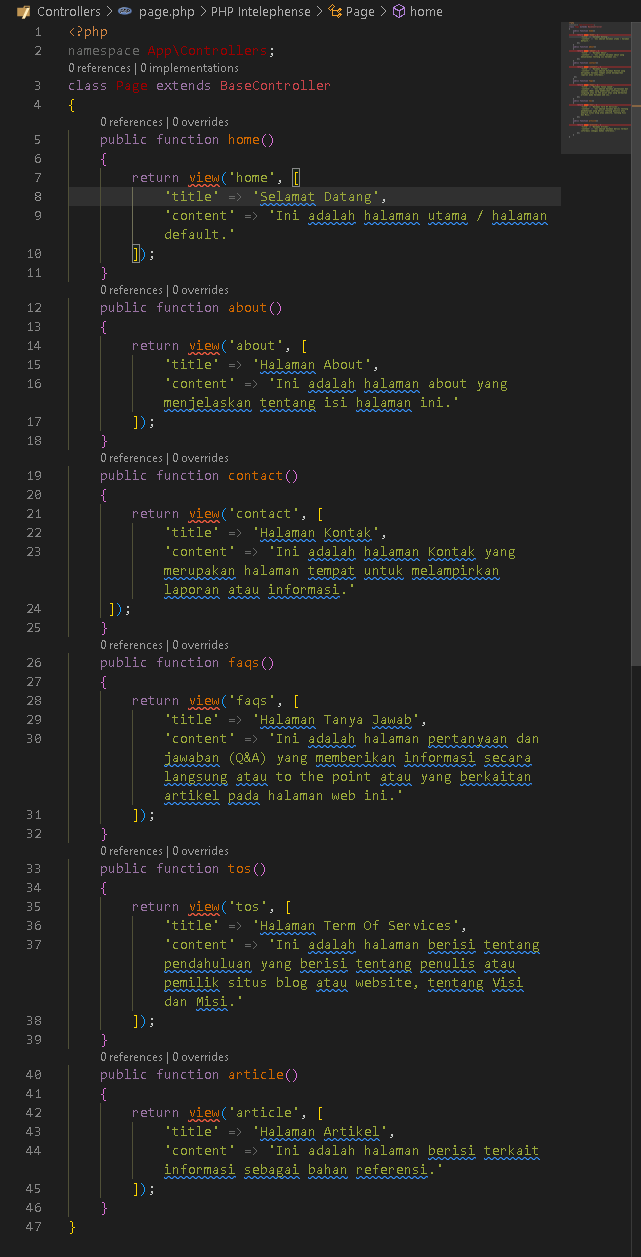 Controllers > page.php > PHP Intelephense > Page > home
1 <?php
2 namespace App\Controllers;
0 references | 0 implementations
3 class Page extends BaseController
4 {
0 references | 0 overrides
5 public function home()
6 {
7 return view('home', [
8 'title' => 'Selamat Datang',
9 'content' => 'Ini adalah halaman utama / halaman
default.'
10 ]);
11 }
0 references | 0 overrides
12 public function about()
13 {
14 return view('about', [
15 'title' => 'Halaman About',
16 'content' => 'Ini adalah halaman about yang
menjelaskan tentang isi halaman ini.'
17 ]);
18 }
0 references | 0 overrides
19 public function contact()
20 {
21 return view('contact', [
22 'title' => 'Halaman Kontak',
23 'content' => 'Ini adalah halaman Kontak yang
merupakan halaman tempat untuk melampirkan
laporan atau informasi.'
24 ]);
25 }
0 references | 0 overrides
26 public function faqs()
27 {
28 return view('faqs', [
29 'title' => 'Halaman Tanya Jawab',
30 'content' => 'Ini adalah halaman pertanyaan dan
jawaban (Q&A) yang memberikan informasi secara
langsung atau to the point atau yang berkaitan
artikel pada halaman web ini.'
31 ]);
32 }
0 references | 0 overrides
33 public function tos()
34 {
35 return view('tos', [
36 'title' => 'Halaman Term Of Services',
37 'content' => 'Ini adalah halaman berisi tentang
pendahuluan yang berisi tentang penulis atau
pemilik situs blog atau website, tentang Visi
dan Misi.'
38 ]);
39 }
0 references | 0 overrides
40 public function article()
41 {
42 return view('article', [
43 'title' => 'Halaman Artikel',
44 'content' => 'Ini adalah halaman berisi terkait
informasi sebagai bahan referensi.'
45 ]);
46 }
47 }